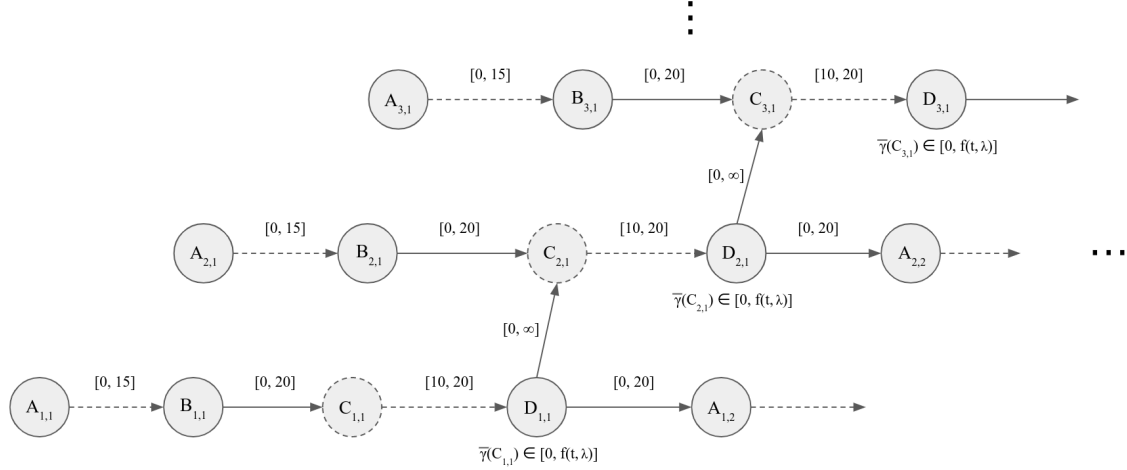 ⋮
[0, 15] [0, 20] [10, 20]
A3,1 B3,1 C3,1 D3,1
γ̅(C3,1) ∈ [0, f(t, λ)]
[0, ∞]
[0, 15] [0, 20] [10, 20] [0, 20]
A2,1 B2,1 C2,1 D2,1 A2,2 ...
γ̅(C2,1) ∈ [0, f(t, λ)]
[0, ∞]
[0, 15] [0, 20] [10, 20] [0, 20]
A1,1 B1,1 C1,1 D1,1 A1,2
γ̅(C1,1) ∈ [0, f(t, λ)]